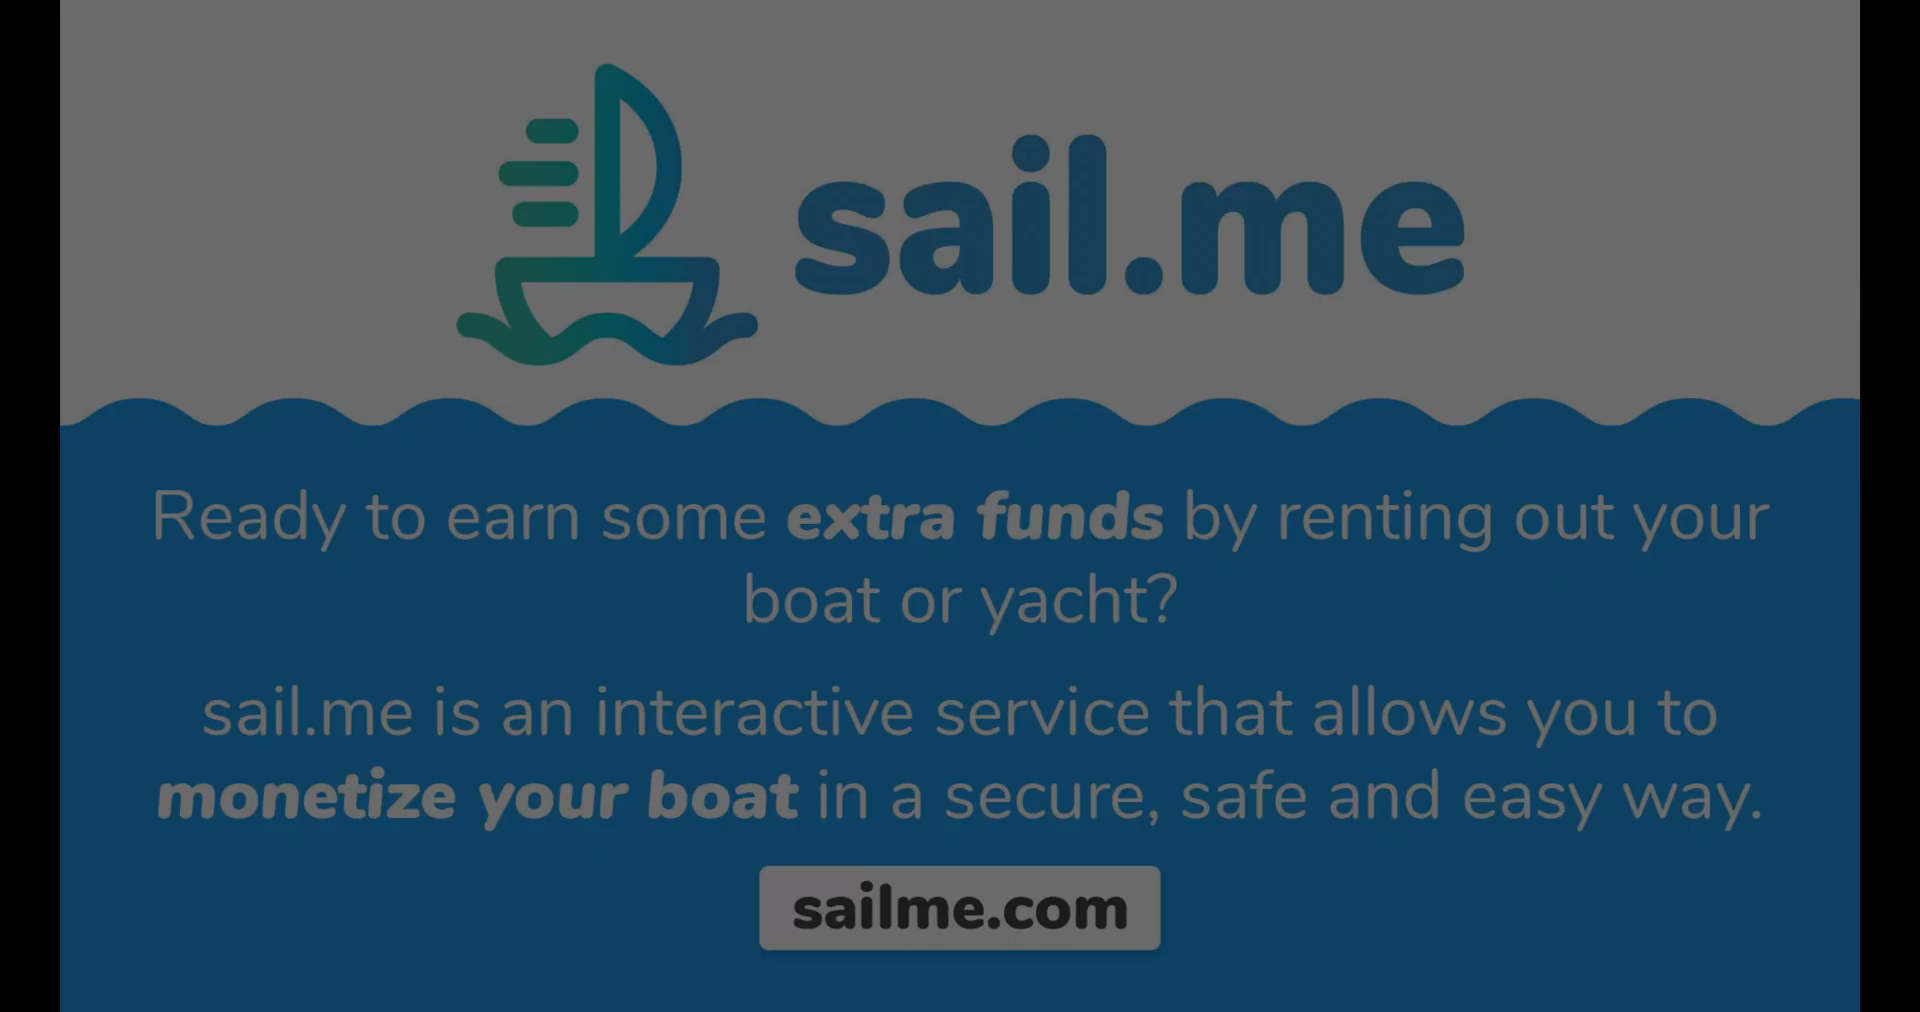 sail.me
Ready to earn some extra funds by renting out your
boat or yacht?
sail.me is an interactive service that allows you to
monetize your boat in a secure, safe and easy way.
sailme.com